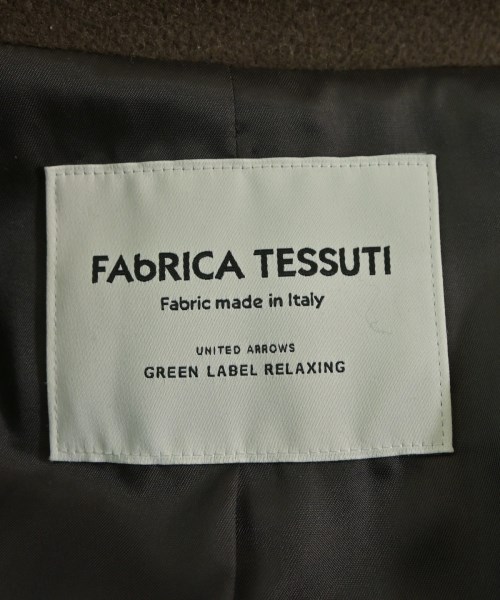 FAbRICA TESSUTI
Fabric made in Italy
UNITED ARROWS
GREEN LABEL RELAXING